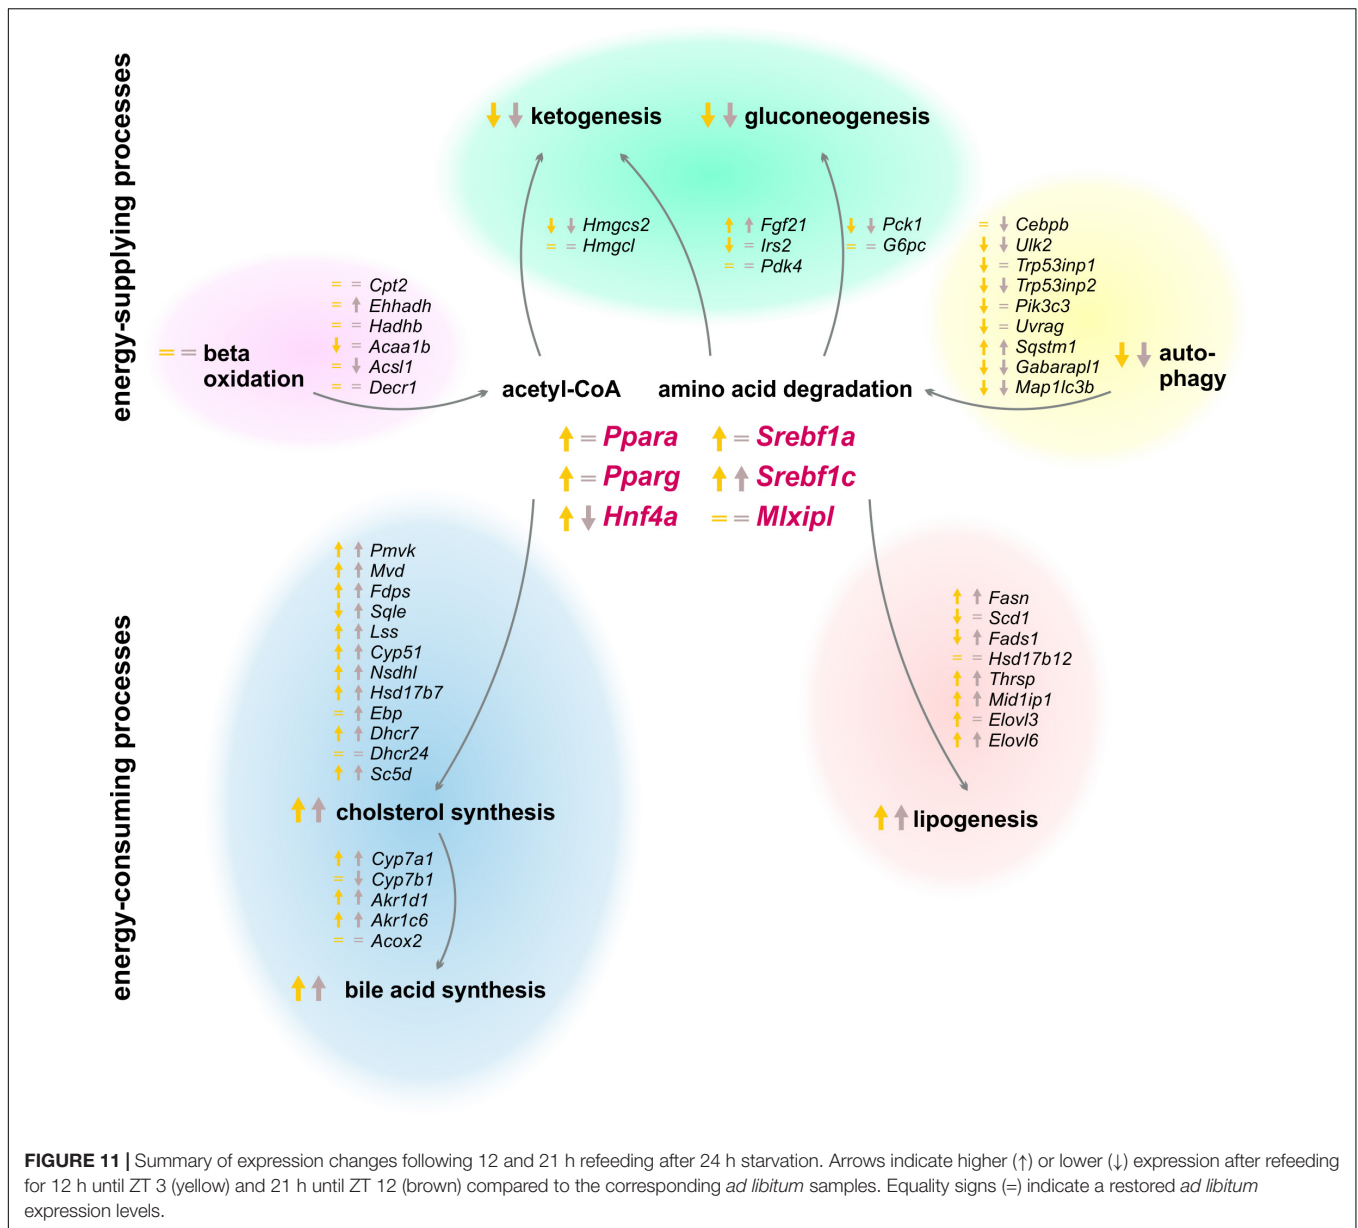 energy-supplying processes
↓ ↓ ketogenesis
↓ ↓ gluconeogenesis
↓ ↓ Hmgcs2
= = Hmgcl
↑ ↑ Fgf21
↓ = Irs2
= = Pdk4
↓ ↓ Pck1
= = G6pc
= ↓ Cebpb
↓ ↓ Ulk2
↓ = Trp53inp1
↓ ↓ Trp53inp2
↓ = Pik3c3
↓ = Uvrag
↑ ↑ Sqstm1
↓ ↓ Gabarapl1
↓ ↓ Map1lc3b
↓ ↓ auto-
phagy
= = Cpt2
= ↑ Ehhadh
= = Hadhb
↓ = Acaa1b
= ↓ Acsl1
= = Decr1
= = beta
oxidation
acetyl-CoA
amino acid degradation
↑ = Ppara
↑ = Pparg
↑ ↓ Hnf4a
↑ = Srebf1a
↑ ↑ Srebf1c
= = Mlxipl
energy-consuming processes
↑ ↑ Pmvk
↑ ↑ Mvd
↑ ↑ Fdps
↓ ↑ Sqle
↑ ↑ Lss
↑ ↑ Cyp51
↑ ↑ Nsdhl
↑ ↑ Hsd17b7
= ↑ Ebp
↑ ↑ Dhcr7
= = Dhcr24
↑ ↑ Sc5d
↑ ↑ cholsterol synthesis
↑ ↑ Cyp7a1
= ↓ Cyp7b1
↑ ↑ Akr1d1
↑ ↑ Akr1c6
= = Acox2
↑ ↑ bile acid synthesis
↑ ↑ Fasn
↓ = Scd1
↓ ↑ Fads1
= = Hsd17b12
↑ ↑ Thrsp
↑ ↑ Mid1ip1
↑ = Elovl3
↑ ↑ Elovl6
↑ ↑ lipogenesis
FIGURE 11 | Summary of expression changes following 12 and 21 h refeeding after 24 h starvation. Arrows indicate higher (↑) or lower (↓) expression after refeeding
for 12 h until ZT 3 (yellow) and 21 h until ZT 12 (brown) compared to the corresponding ad libitum samples. Equality signs (=) indicate a restored ad libitum
expression levels.